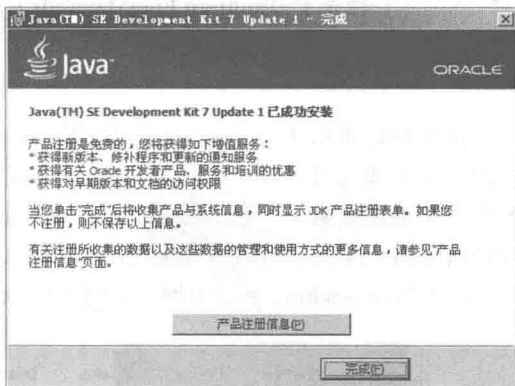 Java(TM) SE Development Kit 7 Update 1 - 完成
Java
ORACLE
Java(TM) SE Development Kit 7 Update 1 已成功安装
产品注册是免费的，您将获得如下增值服务：
* 获得新版本、修补程序和更新的通知服务
* 获得有关 Oracle 开发者产品、服务和培训的优惠
* 获得对早期版本和文档的访问权限
当您单击“完成”后将收集产品与系统信息，同时显示 JDK 产品注册表单。如果您
不注册，则不保存以上信息。
有关注册所收集的数据以及这些数据的管理和使用方式的更多信息，请参见“产品
注册信息”页面。
产品注册信息(P)
完成(F)